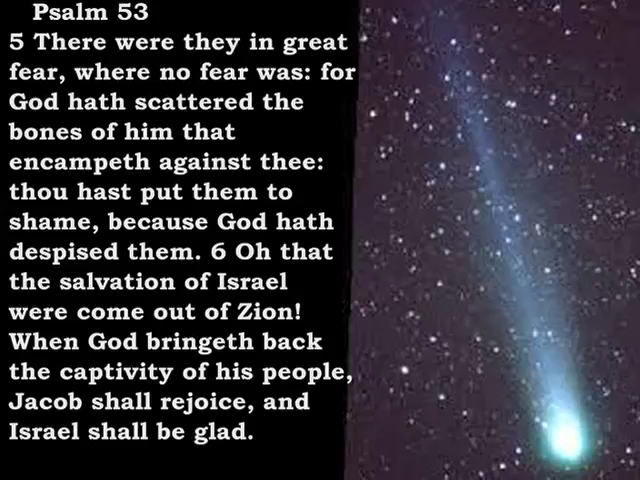 Psalm 53
5 There were they in great
fear, where no fear was: for
God hath scattered the
bones of him that
encampeth against thee:
thou hast put them to
shame, because God hath
despised them. 6 Oh that
the salvation of Israel
were come out of Zion!
When God bringeth back
the captivity of his people,
Jacob shall rejoice, and
Israel shall be glad.